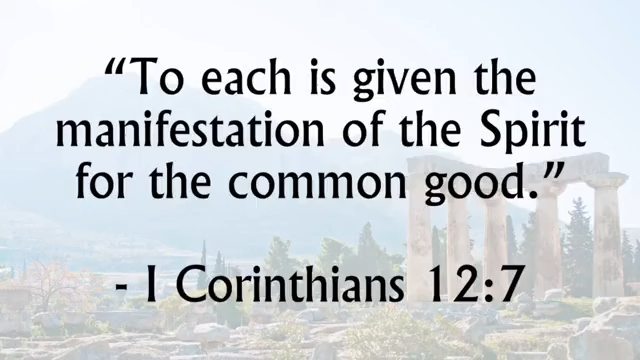 “To each is given the
manifestation of the Spirit
for the common good.”
- I Corinthians 12:7